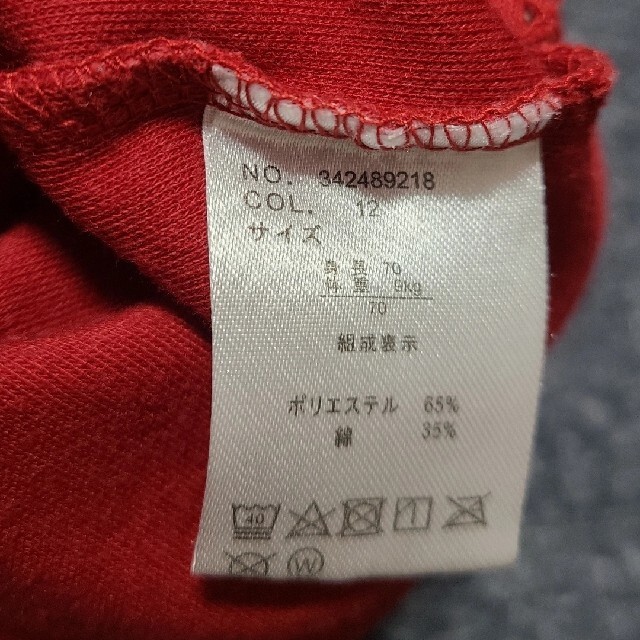 NO. 342489218
COL. 12
サイズ
身長 70
体重 9kg
70
組成表示
ポリエステル 65%
綿 35%
40
W